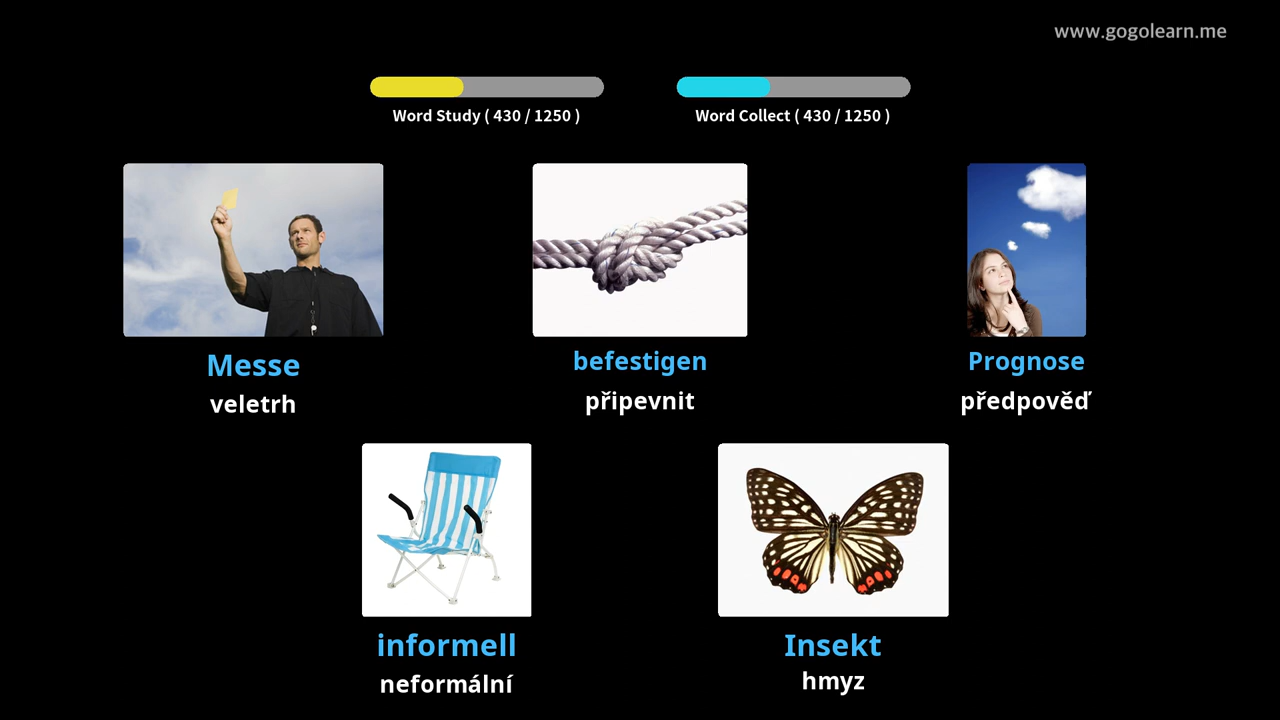 www.gogolearn.me
Word Study ( 430 / 1250 )
Word Collect ( 430 / 1250 )
Messe
veletrh
befestigen
připevnit
Prognose
předpověď
informell
neformální
Insekt
hmyz